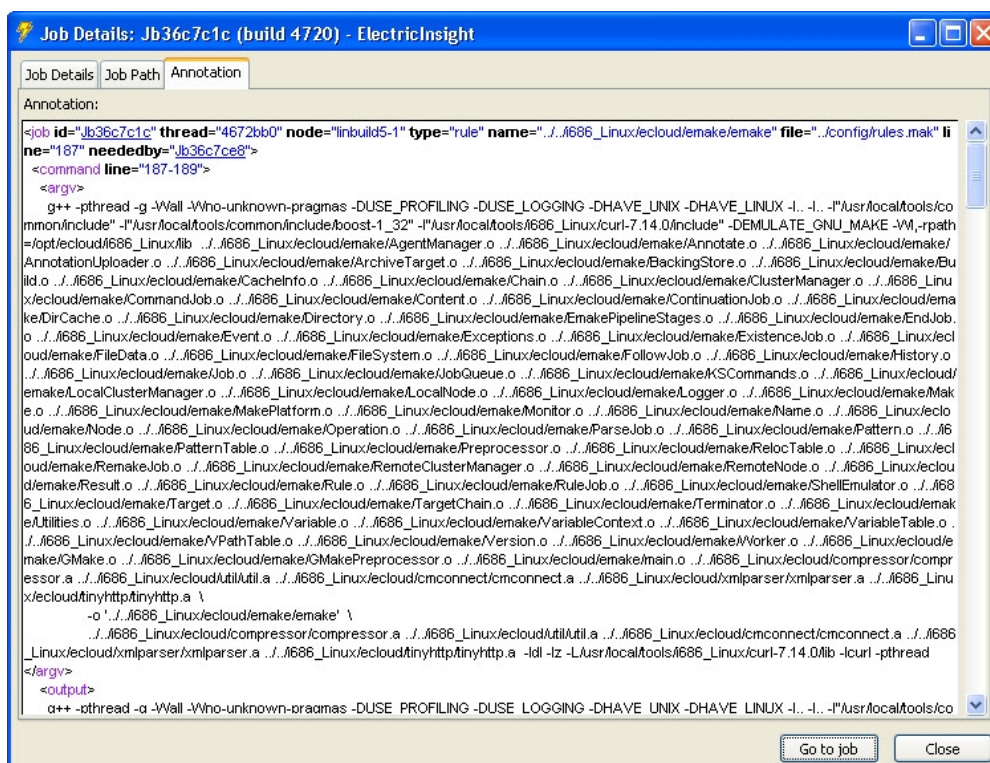 Job Details: Jb36c7c1c (build 4720) - ElectricInsight
Job Details Job Path Annotation
Annotation:
<job id="Jb36c7c1c" thread="4672bb0" node="linbuild5-1" type="rule" name="../../i686_Linux/ecloud/emake/emake" file="../config/rules.mak" li
ne="187" neededby="Jb36c7ce8">
<command line="187-189">
<argv>
g++ -pthread -g -Wall -Wno-unknown-pragmas -DUSE_PROFILING -DUSE_LOGGING -DHAVE_UNIX -DHAVE_LINUX -I.. -I.. -I"/usr/local/tools/co
mmon/include" -I"/usr/local/tools/common/include/boost-1_32" -I"/usr/local/tools/i686_Linux/curl-7.14.0/include" -DEMULATE_GNU_MAKE -Wl,-rpath
=/opt/ecloud/i686_Linux/lib ../../i686_Linux/ecloud/emake/AgentManager.o ../../i686_Linux/ecloud/emake/Annotate.o ../../i686_Linux/ecloud/emake/
AnnotationUploader.o ../../i686_Linux/ecloud/emake/ArchiveTarget.o ../../i686_Linux/ecloud/emake/BackingStore.o ../../i686_Linux/ecloud/emake/Bu
ild.o ../../i686_Linux/ecloud/emake/CacheInfo.o ../../i686_Linux/ecloud/emake/Chain.o ../../i686_Linux/ecloud/emake/ClusterManager.o ../../i686_Linu
x/ecloud/emake/CommandJob.o ../../i686_Linux/ecloud/emake/Content.o ../../i686_Linux/ecloud/emake/ContinuationJob.o ../../i686_Linux/ecloud/ema
ke/DirCache.o ../../i686_Linux/ecloud/emake/Directory.o ../../i686_Linux/ecloud/emake/EmakePipelineStages.o ../../i686_Linux/ecloud/emake/EndJob.
o ../../i686_Linux/ecloud/emake/Event.o ../../i686_Linux/ecloud/emake/Exceptions.o ../../i686_Linux/ecloud/emake/ExistenceJob.o ../../i686_Linux/ecl
oud/emake/FileData.o ../../i686_Linux/ecloud/emake/FileSystem.o ../../i686_Linux/ecloud/emake/FollowJob.o ../../i686_Linux/ecloud/emake/History.o
../../i686_Linux/ecloud/emake/Job.o ../../i686_Linux/ecloud/emake/JobQueue.o ../../i686_Linux/ecloud/emake/KSCommands.o ../../i686_Linux/ecloud/
emake/LocalClusterManager.o ../../i686_Linux/ecloud/emake/LocalNode.o ../../i686_Linux/ecloud/emake/Logger.o ../../i686_Linux/ecloud/emake/Mak
e.o ../../i686_Linux/ecloud/emake/MakePlatform.o ../../i686_Linux/ecloud/emake/Monitor.o ../../i686_Linux/ecloud/emake/Name.o ../../i686_Linux/eclo
ud/emake/Node.o ../../i686_Linux/ecloud/emake/Operation.o ../../i686_Linux/ecloud/emake/ParseJob.o ../../i686_Linux/ecloud/emake/Pattern.o ../../i6
86_Linux/ecloud/emake/PatternTable.o ../../i686_Linux/ecloud/emake/Preprocessor.o ../../i686_Linux/ecloud/emake/RelocTable.o ../../i686_Linux/ecl
oud/emake/RemakeJob.o ../../i686_Linux/ecloud/emake/RemoteClusterManager.o ../../i686_Linux/ecloud/emake/RemoteNode.o ../../i686_Linux/eclou
d/emake/Result.o ../../i686_Linux/ecloud/emake/Rule.o ../../i686_Linux/ecloud/emake/RuleJob.o ../../i686_Linux/ecloud/emake/ShellEmulator.o ../../i68
6_Linux/ecloud/emake/Target.o ../../i686_Linux/ecloud/emake/TargetChain.o ../../i686_Linux/ecloud/emake/Terminator.o ../../i686_Linux/ecloud/emak
e/Utilities.o ../../i686_Linux/ecloud/emake/Variable.o ../../i686_Linux/ecloud/emake/VariableContext.o ../../i686_Linux/ecloud/emake/VariableTable.o .
./../i686_Linux/ecloud/emake/VPathTable.o ../../i686_Linux/ecloud/emake/Version.o ../../i686_Linux/ecloud/emake/Worker.o ../../i686_Linux/ecloud/e
make/GMake.o ../../i686_Linux/ecloud/emake/GMakePreprocessor.o ../../i686_Linux/ecloud/emake/main.o ../../i686_Linux/ecloud/compressor/compr
essor.a ../../i686_Linux/ecloud/util/util.a ../../i686_Linux/ecloud/cmconnect/cmconnect.a ../../i686_Linux/ecloud/xmlparser/xmlparser.a ../../i686_Linu
x/ecloud/tinyhttp/tinyhttp.a \
-o '../../i686_Linux/ecloud/emake/emake' \
../../i686_Linux/ecloud/compressor/compressor.a ../../i686_Linux/ecloud/util/util.a ../../i686_Linux/ecloud/cmconnect/cmconnect.a ../../i686
_Linux/ecloud/xmlparser/xmlparser.a ../../i686_Linux/ecloud/tinyhttp/tinyhttp.a -ldl -lz -L/usr/local/tools/i686_Linux/curl-7.14.0/lib -lcurl -pthread
</argv>
<output>
g++ -pthread -g -Wall -Wno-unknown-pragmas -DUSE_PROFILING -DUSE_LOGGING -DHAVE_UNIX -DHAVE_LINUX -I.. -I.. -I"/usr/local/tools/co
Go to job Close